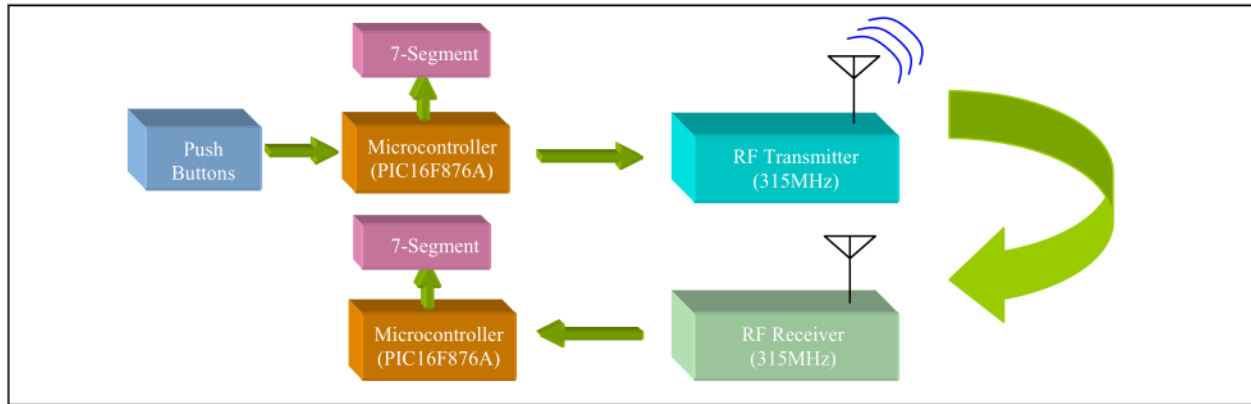 7-Segment
Push
Buttons
Microcontroller
(PIC16F876A)
RF Transmitter
(315MHz)
7-Segment
Microcontroller
(PIC16F876A)
RF Receiver
(315MHz)